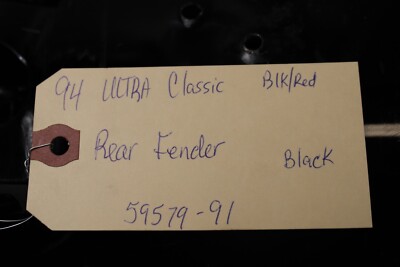 94 ULTRA Classic Blk/Red
Rear Fender Black
59579-91